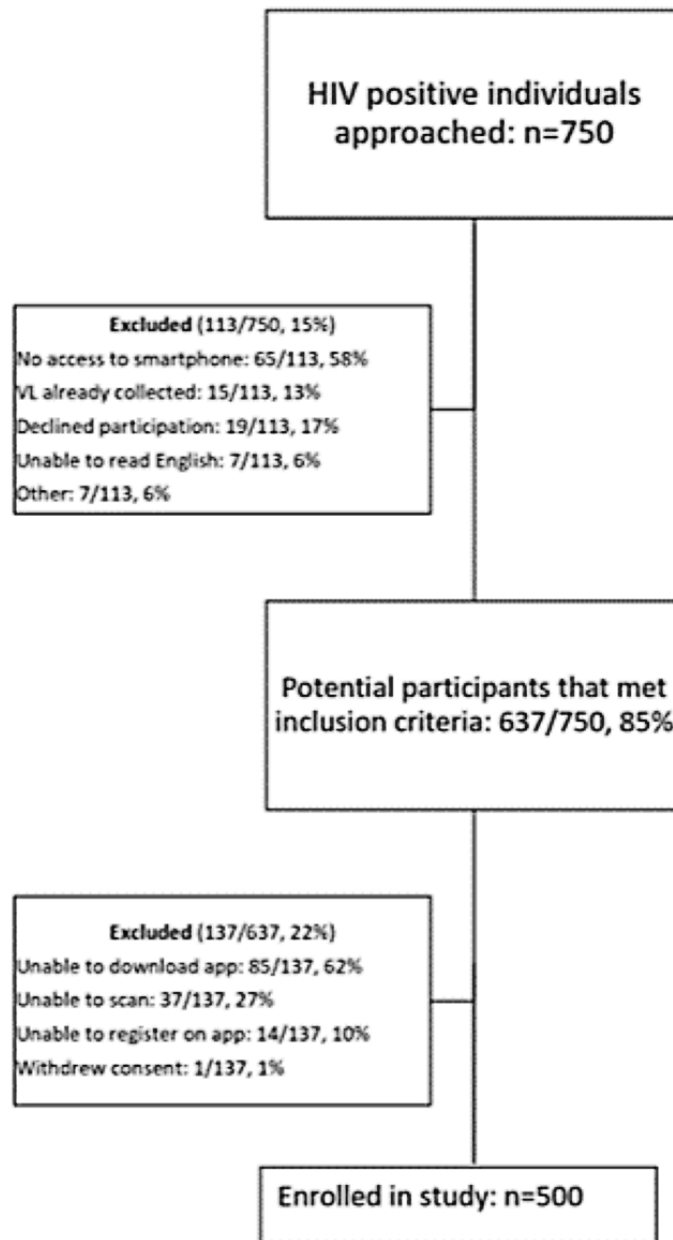 HIV positive individuals
approached: n=750
Excluded (113/750, 15%)
No access to smartphone: 65/113, 58%
VL already collected: 15/113, 13%
Declined participation: 19/113, 17%
Unable to read English: 7/113, 6%
Other: 7/113, 6%
Potential participants that met
inclusion criteria: 637/750, 85%
Excluded (137/637, 22%)
Unable to download app: 85/137, 62%
Unable to scan: 37/137, 27%
Unable to register on app: 14/137, 10%
Withdrew consent: 1/137, 1%
Enrolled in study: n=500